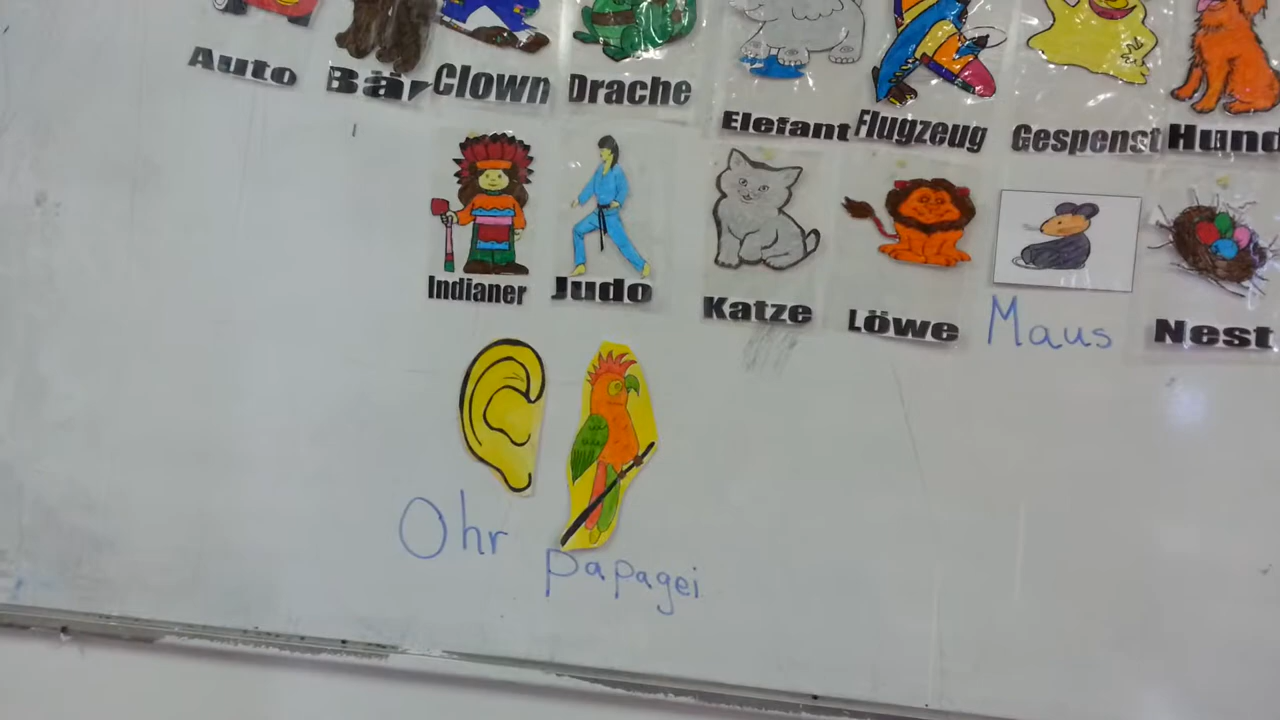 Auto Bär Clown Drache Elefant Flugzeug Gespenst Hund
Indianer Judo Katze Löwe Maus Nest
Ohr papagei